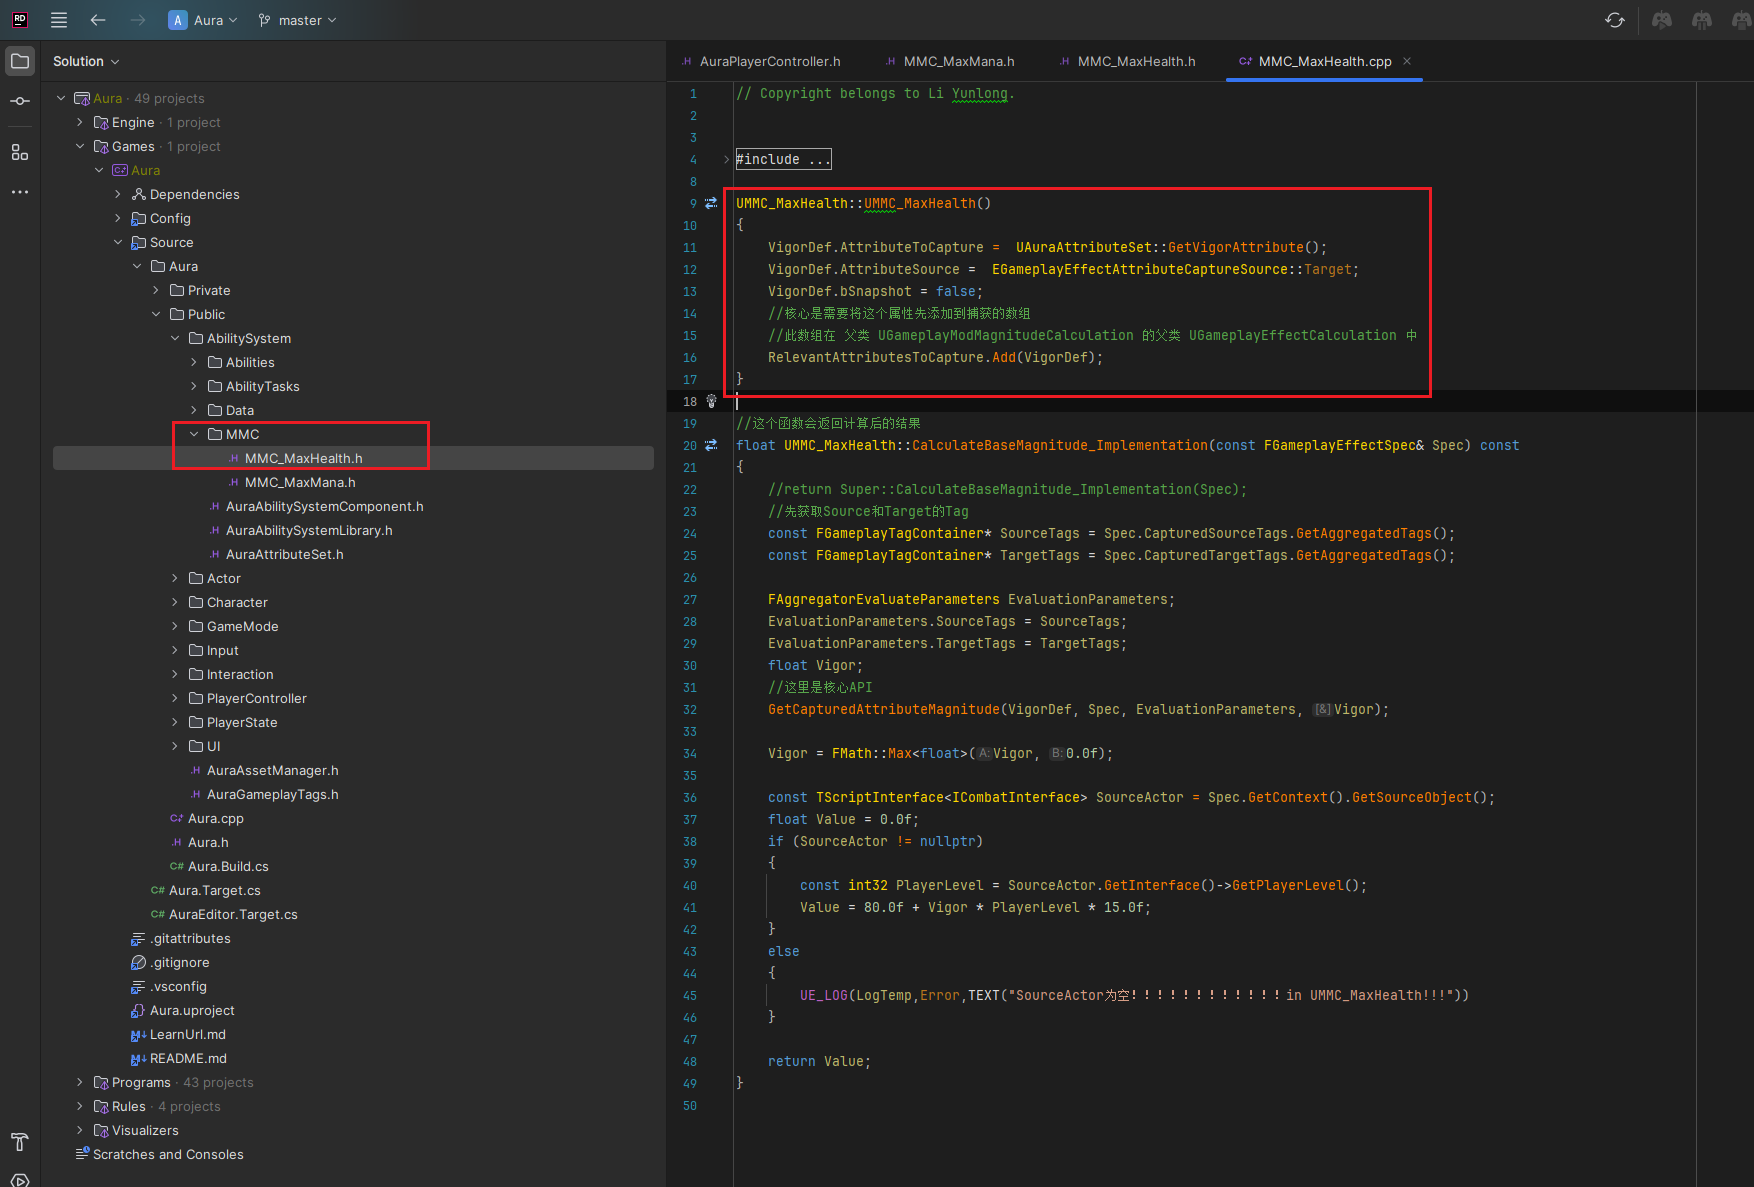 RD
A Aura master
Solution
Aura · 49 projects
Engine · 1 project
Games · 1 project
Aura
Dependencies
Config
Source
Aura
Private
Public
AbilitySystem
Abilities
AbilityTasks
Data
MMC
.H MMC_MaxHealth.h
.H MMC_MaxMana.h
.H AuraAbilitySystemComponent.h
.H AuraAbilitySystemLibrary.h
.H AuraAttributeSet.h
Actor
Character
GameMode
Input
Interaction
PlayerController
PlayerState
UI
.H AuraAssetManager.h
.H AuraGameplayTags.h
C+ Aura.cpp
.H Aura.h
C# Aura.Build.cs
C# Aura.Target.cs
C# AuraEditor.Target.cs
.gitattributes
.gitignore
.vsconfig
Aura.uproject
M↓ LearnUrl.md
M↓ README.md
Programs · 43 projects
Rules · 4 projects
Visualizers
Scratches and Consoles
.H AuraPlayerController.h .H MMC_MaxMana.h .H MMC_MaxHealth.h C+ MMC_MaxHealth.cpp ×
1 // Copyright belongs to Li Yunlong.
2
3
4 #include ...
8
9 UMMC_MaxHealth::UMMC_MaxHealth()
10 {
11 VigorDef.AttributeToCapture = UAuraAttributeSet::GetVigorAttribute();
12 VigorDef.AttributeSource = EGameplayEffectAttributeCaptureSource::Target;
13 VigorDef.bSnapshot = false;
14 //核心是需要将这个属性先添加到捕获的数组
15 //此数组在 父类 UGameplayModMagnitudeCalculation 的父类 UGameplayEffectCalculation 中
16 RelevantAttributesToCapture.Add(VigorDef);
17 }
18
19 //这个函数会返回计算后的结果
20 float UMMC_MaxHealth::CalculateBaseMagnitude_Implementation(const FGameplayEffectSpec& Spec) const
21 {
22 //return Super::CalculateBaseMagnitude_Implementation(Spec);
23 //先获取Source和Target的Tag
24 const FGameplayTagContainer* SourceTags = Spec.CapturedSourceTags.GetAggregatedTags();
25 const FGameplayTagContainer* TargetTags = Spec.CapturedTargetTags.GetAggregatedTags();
26
27 FAggregatorEvaluateParameters EvaluationParameters;
28 EvaluationParameters.SourceTags = SourceTags;
29 EvaluationParameters.TargetTags = TargetTags;
30 float Vigor;
31 //这里是核心API
32 GetCapturedAttributeMagnitude(VigorDef, Spec, EvaluationParameters, [&]Vigor);
33
34 Vigor = FMath::Max<float>(A:Vigor, B:0.0f);
35
36 const TScriptInterface<ICombatInterface> SourceActor = Spec.GetContext().GetSourceObject();
37 float Value = 0.0f;
38 if (SourceActor != nullptr)
39 {
40 const int32 PlayerLevel = SourceActor.GetInterface()->GetPlayerLevel();
41 Value = 80.0f + Vigor * PlayerLevel * 15.0f;
42 }
43 else
44 {
45 UE_LOG(LogTemp,Error,TEXT("SourceActor为空！！！！！！！！！！！！in UMMC_MaxHealth!!!"))
46 }
47
48 return Value;
49 }
50